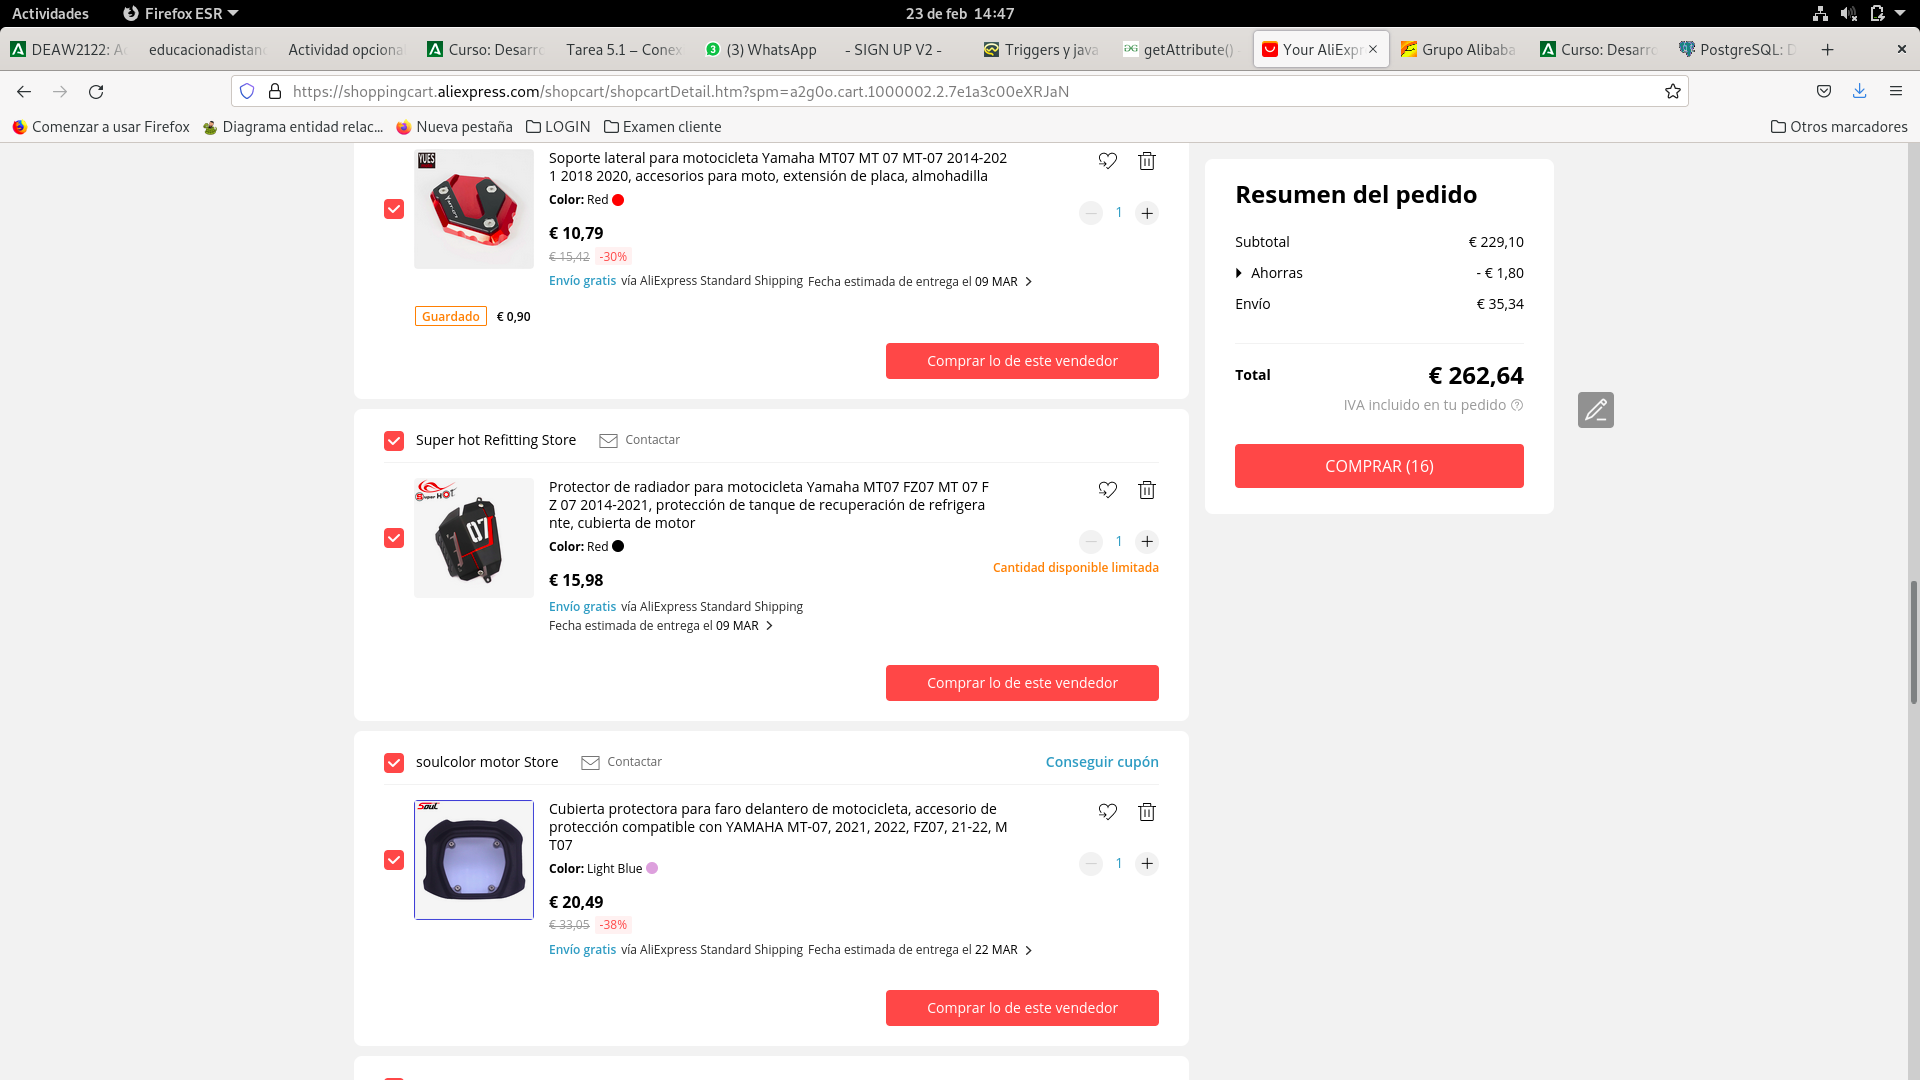 Actividades
Firefox ESR
23 de feb 14:47
DEAW2122: Ac
educacionadistanc
Actividad opciona
Curso: Desarro
Tarea 5.1 – Conex
(3) WhatsApp
- SIGN UP V2 -
Triggers y java
getAttribute()
Your AliExpr
Grupo Alibaba
Curso: Desarro
PostgreSQL: D
https://shoppingcart.aliexpress.com/shopcart/shopcartDetail.htm?spm=a2g0o.cart.1000002.2.7e1a3c00eXRJaN
Comenzar a usar Firefox
Diagrama entidad relac...
Nueva pestaña
LOGIN
Examen cliente
Otros marcadores
YUES
Soporte lateral para motocicleta Yamaha MT07 MT 07 MT-07 2014-202
1 2018 2020, accesorios para moto, extensión de placa, almohadilla
Color: Red
1
€ 10,79
€ 15,42 -30%
Envío gratis vía AliExpress Standard Shipping Fecha estimada de entrega el 09 MAR
Guardado € 0,90
Comprar lo de este vendedor
Super hot Refitting Store
Contactar
Super HOT
07
Protector de radiador para motocicleta Yamaha MT07 FZ07 MT 07 F
Z 07 2014-2021, protección de tanque de recuperación de refrigera
nte, cubierta de motor
Color: Red
1
Cantidad disponible limitada
€ 15,98
Envío gratis vía AliExpress Standard Shipping
Fecha estimada de entrega el 09 MAR
Comprar lo de este vendedor
soulcolor motor Store
Contactar
Conseguir cupón
Soul
Cubierta protectora para faro delantero de motocicleta, accesorio de
protección compatible con YAMAHA MT-07, 2021, 2022, FZ07, 21-22, M
T07
Color: Light Blue
1
€ 20,49
€ 33,05 -38%
Envío gratis vía AliExpress Standard Shipping Fecha estimada de entrega el 22 MAR
Comprar lo de este vendedor
Resumen del pedido
Subtotal € 229,10
Ahorras - € 1,80
Envío € 35,34
Total € 262,64
IVA incluido en tu pedido
COMPRAR (16)